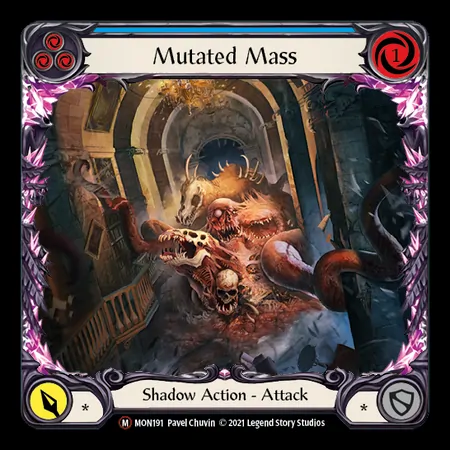 Mutated Mass
1
Shadow Action - Attack
*
*
M MON191 Pavel Chuvin © 2021 Legend Story Studios